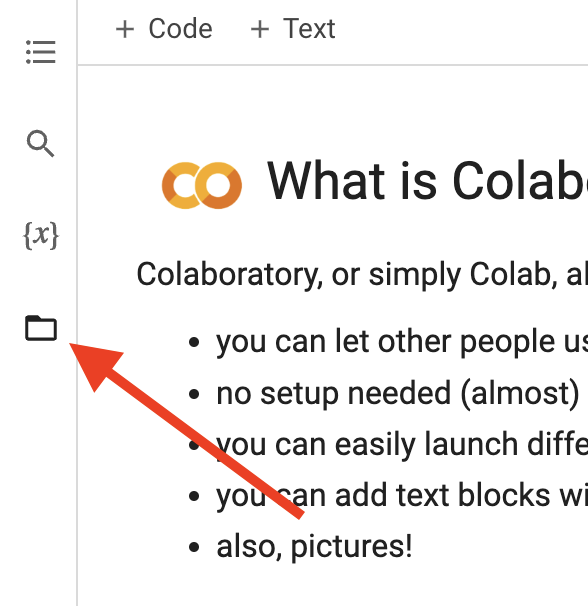 + Code + Text
What is Colab
{x}
Colaboratory, or simply Colab, al
• you can let other people us
• no setup needed (almost)
• you can easily launch diffe
• you can add text blocks wi
• also, pictures!